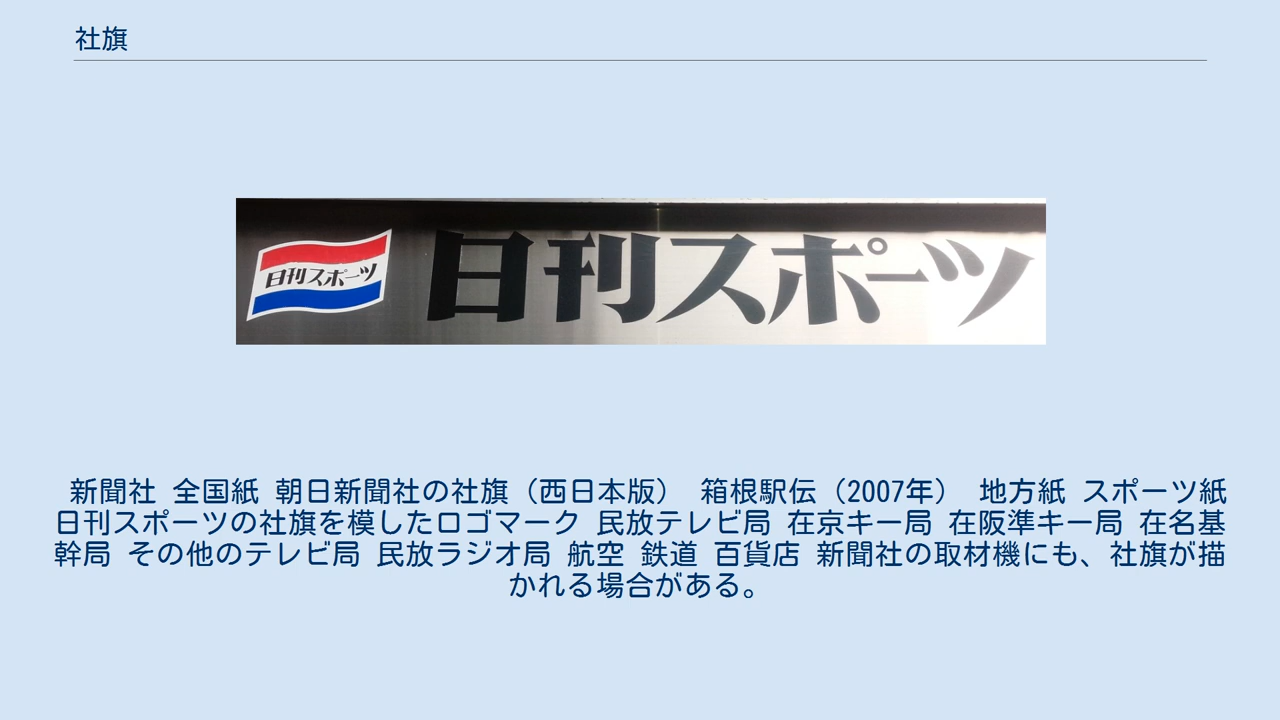 社旗
日刊スポーツ
日刊スポーツ
新聞社 全国紙 朝日新聞社の社旗（西日本版） 箱根駅伝（2007年） 地方紙 スポーツ紙
日刊スポーツの社旗を模したロゴマーク 民放テレビ局 在京キー局 在阪準キー局 在名基
幹局 その他のテレビ局 民放ラジオ局 航空 鉄道 百貨店 新聞社の取材機にも、社旗が描
かれる場合がある。